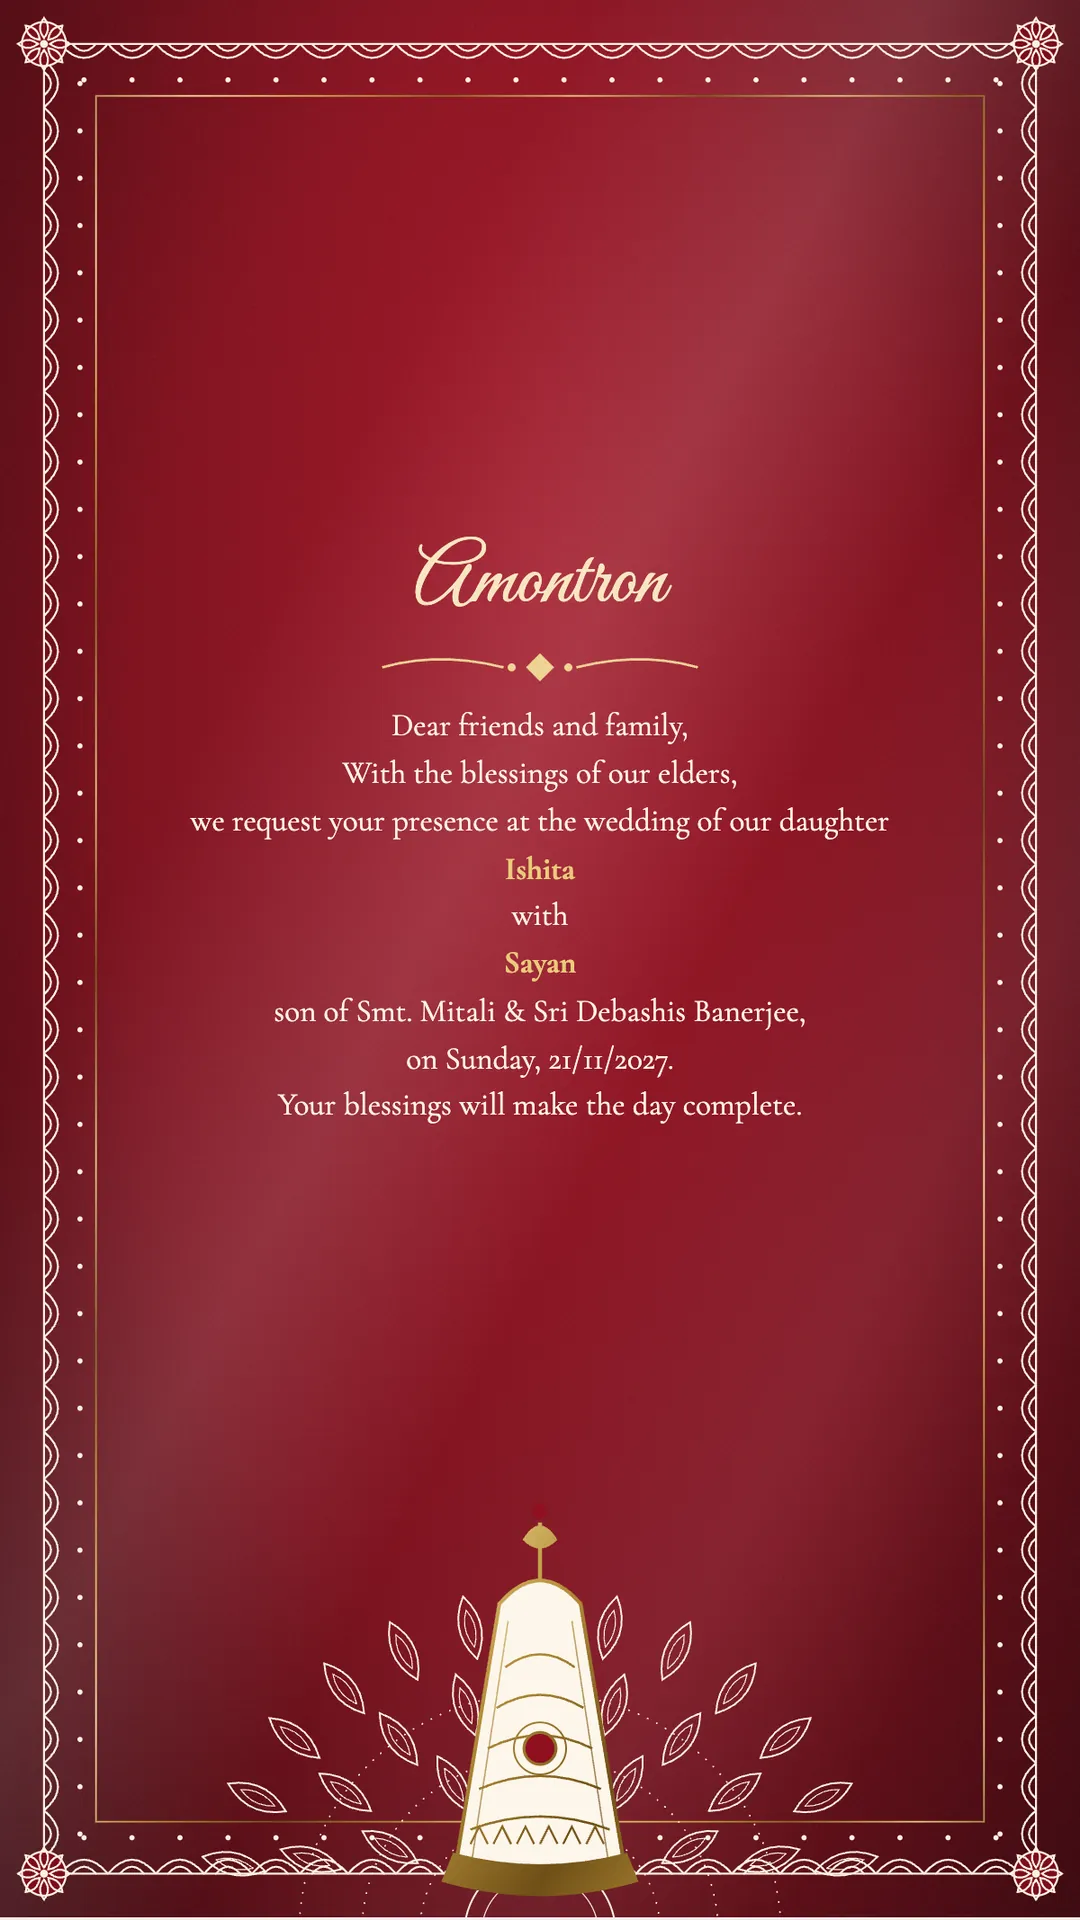 Amontron
Dear friends and family,
With the blessings of our elders,
we request your presence at the wedding of our daughter
Ishita
with
Sayan
son of Smt. Mitali & Sri Debashis Banerjee,
on Sunday, 21/11/2027.
Your blessings will make the day complete.